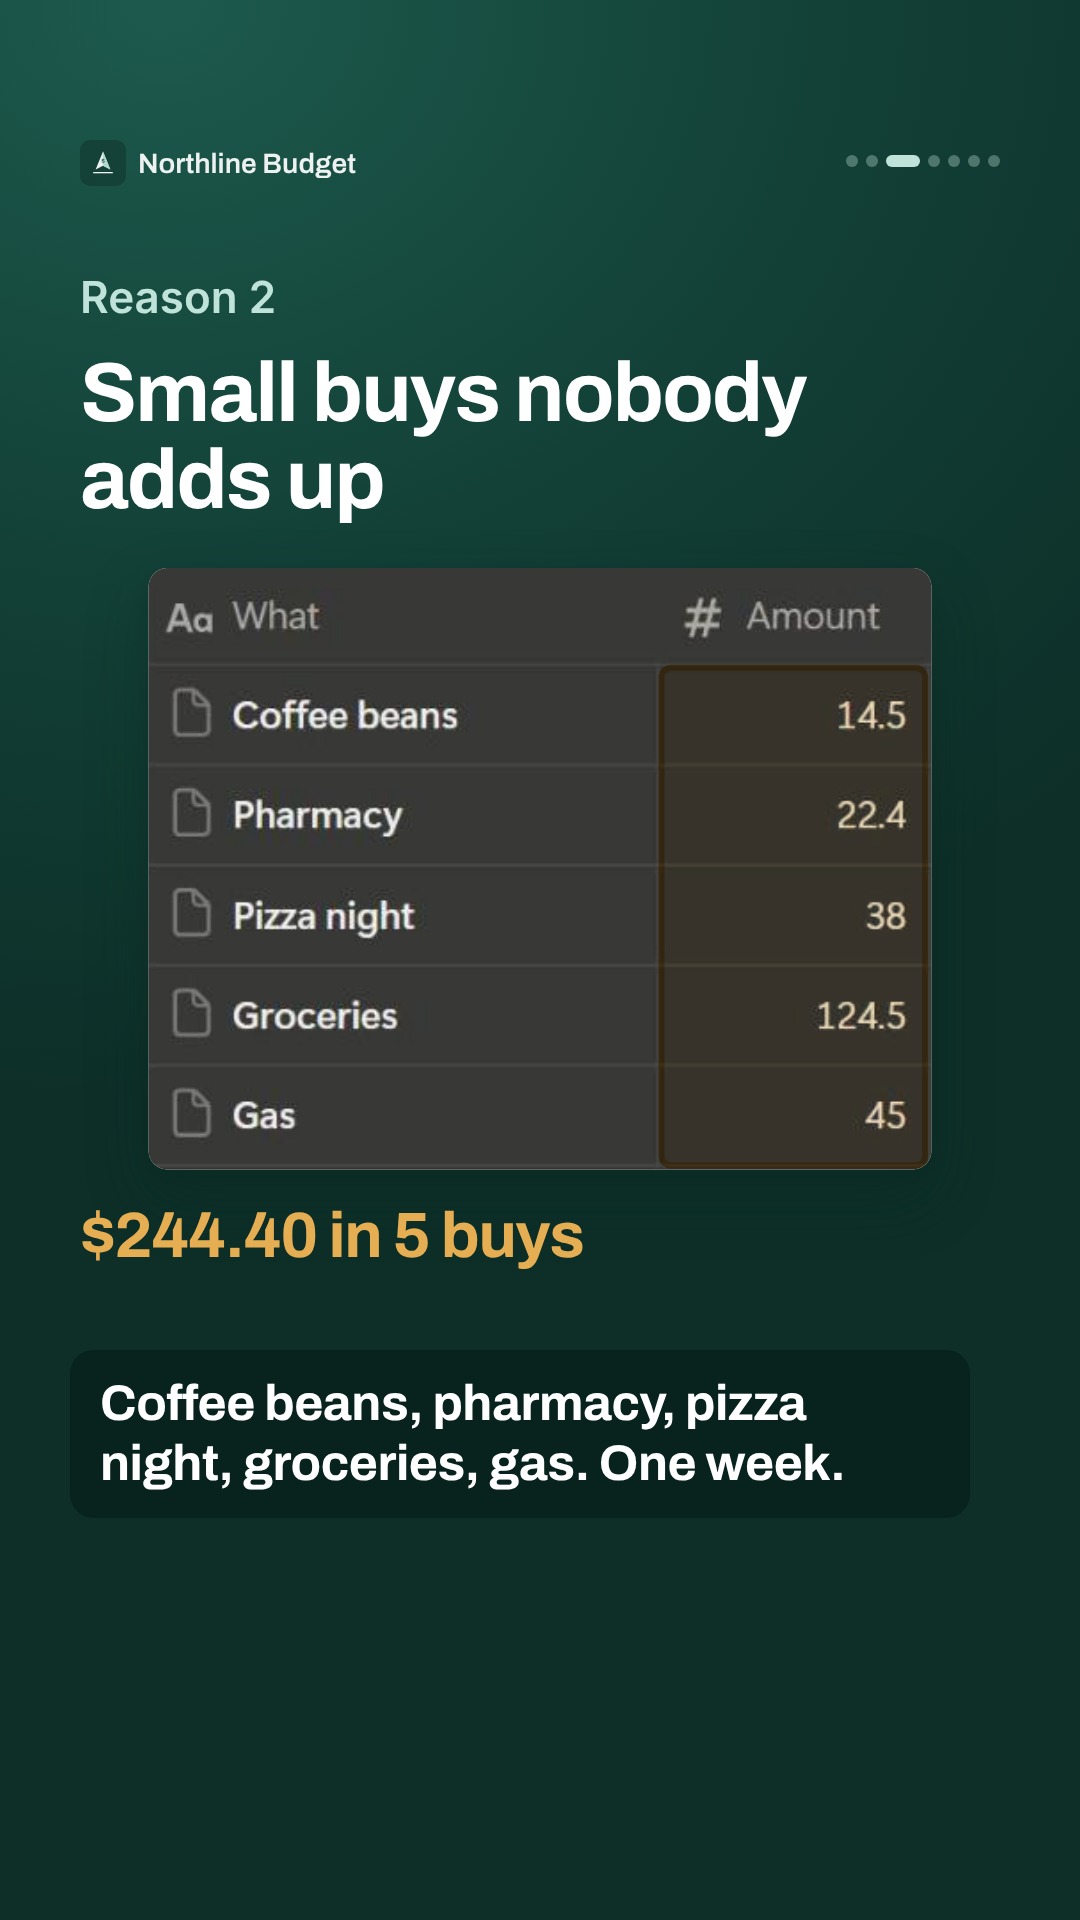 Northline Budget
Reason 2
Small buys nobody
adds up
Aa What # Amount
Coffee beans 14.5
Pharmacy 22.4
Pizza night 38
Groceries 124.5
Gas 45
$244.40 in 5 buys
Coffee beans, pharmacy, pizza
night, groceries, gas. One week.